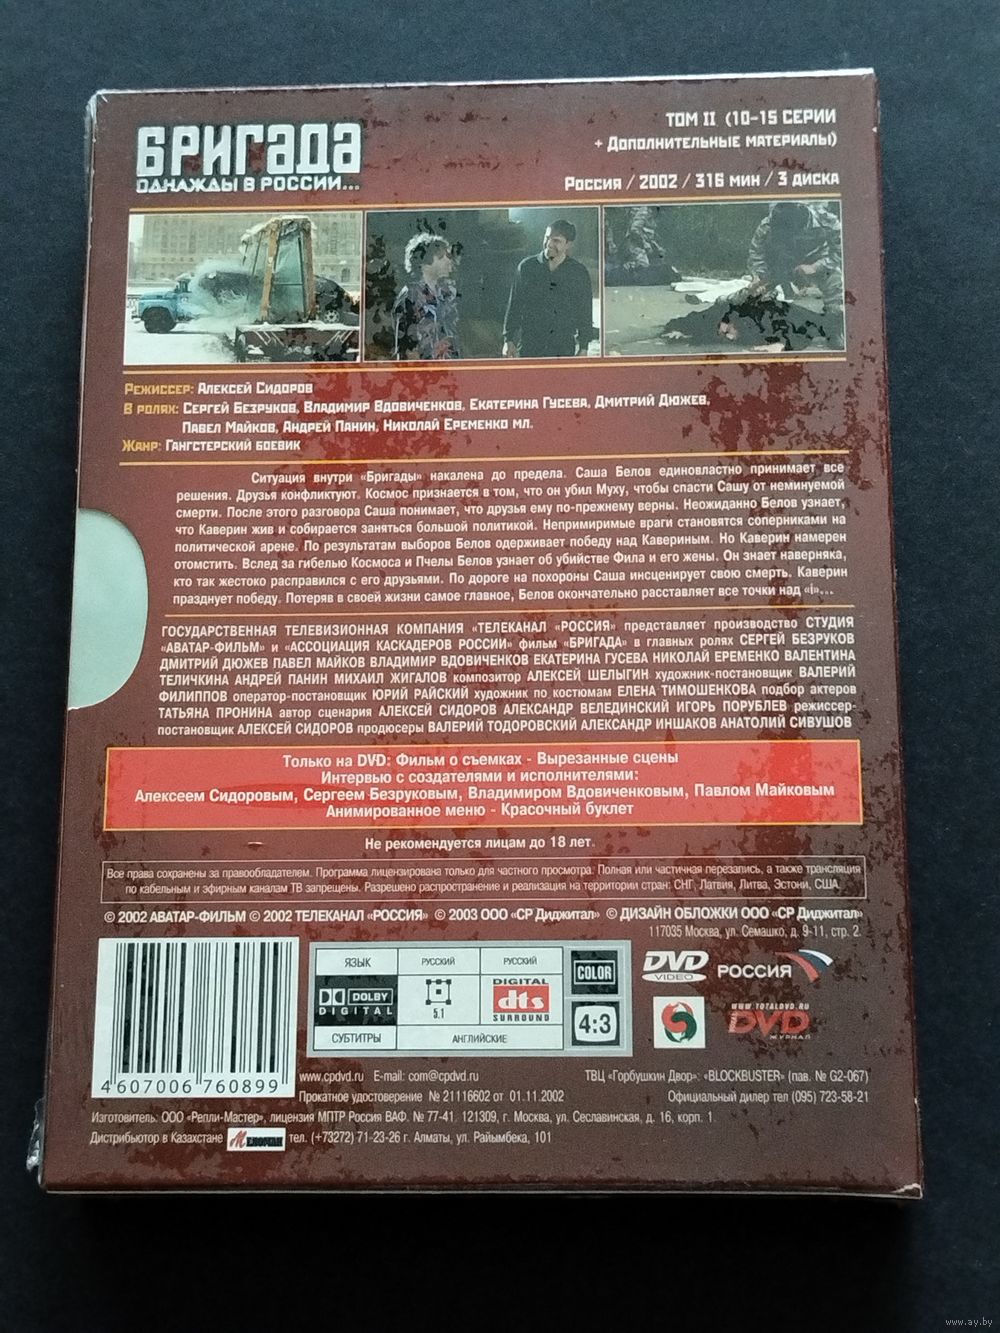 БРИГАДА
ОДНАЖДЫ В РОССИИ...
ТОМ II (10-15 СЕРИИ
+ ДОПОЛНИТЕЛЬНЫЕ МАТЕРИАЛЫ)
РОССИЯ / 2002 / 316 МИН / 3 ДИСКА
РЕЖИССЕР: АЛЕКСЕЙ СИДОРОВ
В РОЛЯХ: СЕРГЕЙ БЕЗРУКОВ, ВЛАДИМИР ВДОВИЧЕНКОВ, ЕКАТЕРИНА ГУСЕВА, ДМИТРИЙ ДЮЖЕВ,
ПАВЕЛ МАЙКОВ, АНДРЕЙ ПАНИН, НИКОЛАЙ ЕРЕМЕНКО МЛ.
ЖАНР: ГАНГСТЕРСКИЙ БОЕВИК
Ситуация внутри «Бригады» накалена до предела. Саша Белов единовластно принимает все
решения. Друзья конфликтуют. Космос признается в том, что он убил Муху, чтобы спасти Сашу от неминуемой
смерти. После этого разговора Саша понимает, что друзья ему по-прежнему верны. Неожиданно Белов узнает,
что Каверин жив и собирается заняться большой политикой. Непримиримые враги становятся соперниками на
политической арене. По результатам выборов Белов одерживает победу над Кавериным. Но Каверин намерен
отомстить. Вслед за гибелью Космоса и Пчелы Белов узнает об убийстве Фила и его жены. Он знает наверняка,
кто так жестоко расправился с его друзьями. По дороге на похороны Саша инсценирует свою смерть. Каверин
празднует победу. Потеряв в своей жизни самое главное, Белов окончательно расставляет все точки над «i»...
ГОСУДАРСТВЕННАЯ ТЕЛЕВИЗИОННАЯ КОМПАНИЯ «ТЕЛЕКАНАЛ «РОССИЯ» представляет производство СТУДИЯ
«АВАТАР-ФИЛЬМ» и «АССОЦИАЦИЯ КАСКАДЕРОВ РОССИИ» фильм «БРИГАДА» в главных ролях СЕРГЕЙ БЕЗРУКОВ
ДМИТРИЙ ДЮЖЕВ ПАВЕЛ МАЙКОВ ВЛАДИМИР ВДОВИЧЕНКОВ ЕКАТЕРИНА ГУСЕВА НИКОЛАЙ ЕРЕМЕНКО ВАЛЕНТИНА
ТЕЛИЧКИНА АНДРЕЙ ПАНИН МИХАИЛ ЖИГАЛОВ композитор АЛЕКСЕЙ ШЕЛЫГИН художник-постановщик ВАЛЕРИЙ
ФИЛИППОВ оператор-постановщик ЮРИЙ РАЙСКИЙ художник по костюмам ЕЛЕНА ТИМОШЕНКОВА подбор актеров
ТАТЬЯНА ПРОНИНА автор сценария АЛЕКСЕЙ СИДОРОВ АЛЕКСАНДР ВЕЛЕДИНСКИЙ ИГОРЬ ПОРУБЛЕВ режиссер-
постановщик АЛЕКСЕЙ СИДОРОВ продюсеры ВАЛЕРИЙ ТОДОРОВСКИЙ АЛЕКСАНДР ИНШАКОВ АНАТОЛИЙ СИВУШОВ
Только на DVD: Фильм о съемках - Вырезанные сцены
Интервью с создателями и исполнителями:
Алексеем Сидоровым, Сергеем Безруковым, Владимиром Вдовиченковым, Павлом Майковым
Анимированное меню - Красочный буклет
Не рекомендуется лицам до 18 лет.
Все права сохранены за правообладателем. Программа лицензирована только для частного просмотра. Полная или частичная перезапись, а также трансляция
по кабельным и эфирным каналам ТВ запрещены. Разрешено распространение и реализация на территории стран: СНГ, Латвия, Литва, Эстони, США.
© 2002 АВАТАР-ФИЛЬМ © 2002 ТЕЛЕКАНАЛ «РОССИЯ» © 2003 ООО «СР Диджитал» © ДИЗАЙН ОБЛОЖКИ ООО «СР Диджитал»
117035 Москва, ул. Семашко, д. 9-11, стр. 2.
ЯЗЫК РУССКИЙ РУССКИЙ
DOLBY DIGITAL
5.1
DIGITAL dts SURROUND
СУБТИТРЫ АНГЛИЙСКИЕ
COLOR
4:3
DVD VIDEO
РОССИЯ
WWW.TOTALDVD.RU
DVD
ЖУРНАЛ
4 607006 760899
www.cpdvd.ru E-mail: com@cpdvd.ru
ТВЦ «Горбушкин Двор»: «BLOCKBUSTER» (пав. № G2-067)
Прокатное удостоверение № 21116602 от 01.11.2002
Официальный дилер тел (095) 723-58-21
Изготовитель: ООО «Репли-Мастер», лицензия МПТР Россия ВАФ. № 77-41. 121309, г. Москва, ул. Сеславинская, д. 16, корп. 1
Дистрибьютор в Казахстане Меломан тел. (+73272) 71-23-26 г. Алматы, ул. Райымбека, 101
www.ay.by